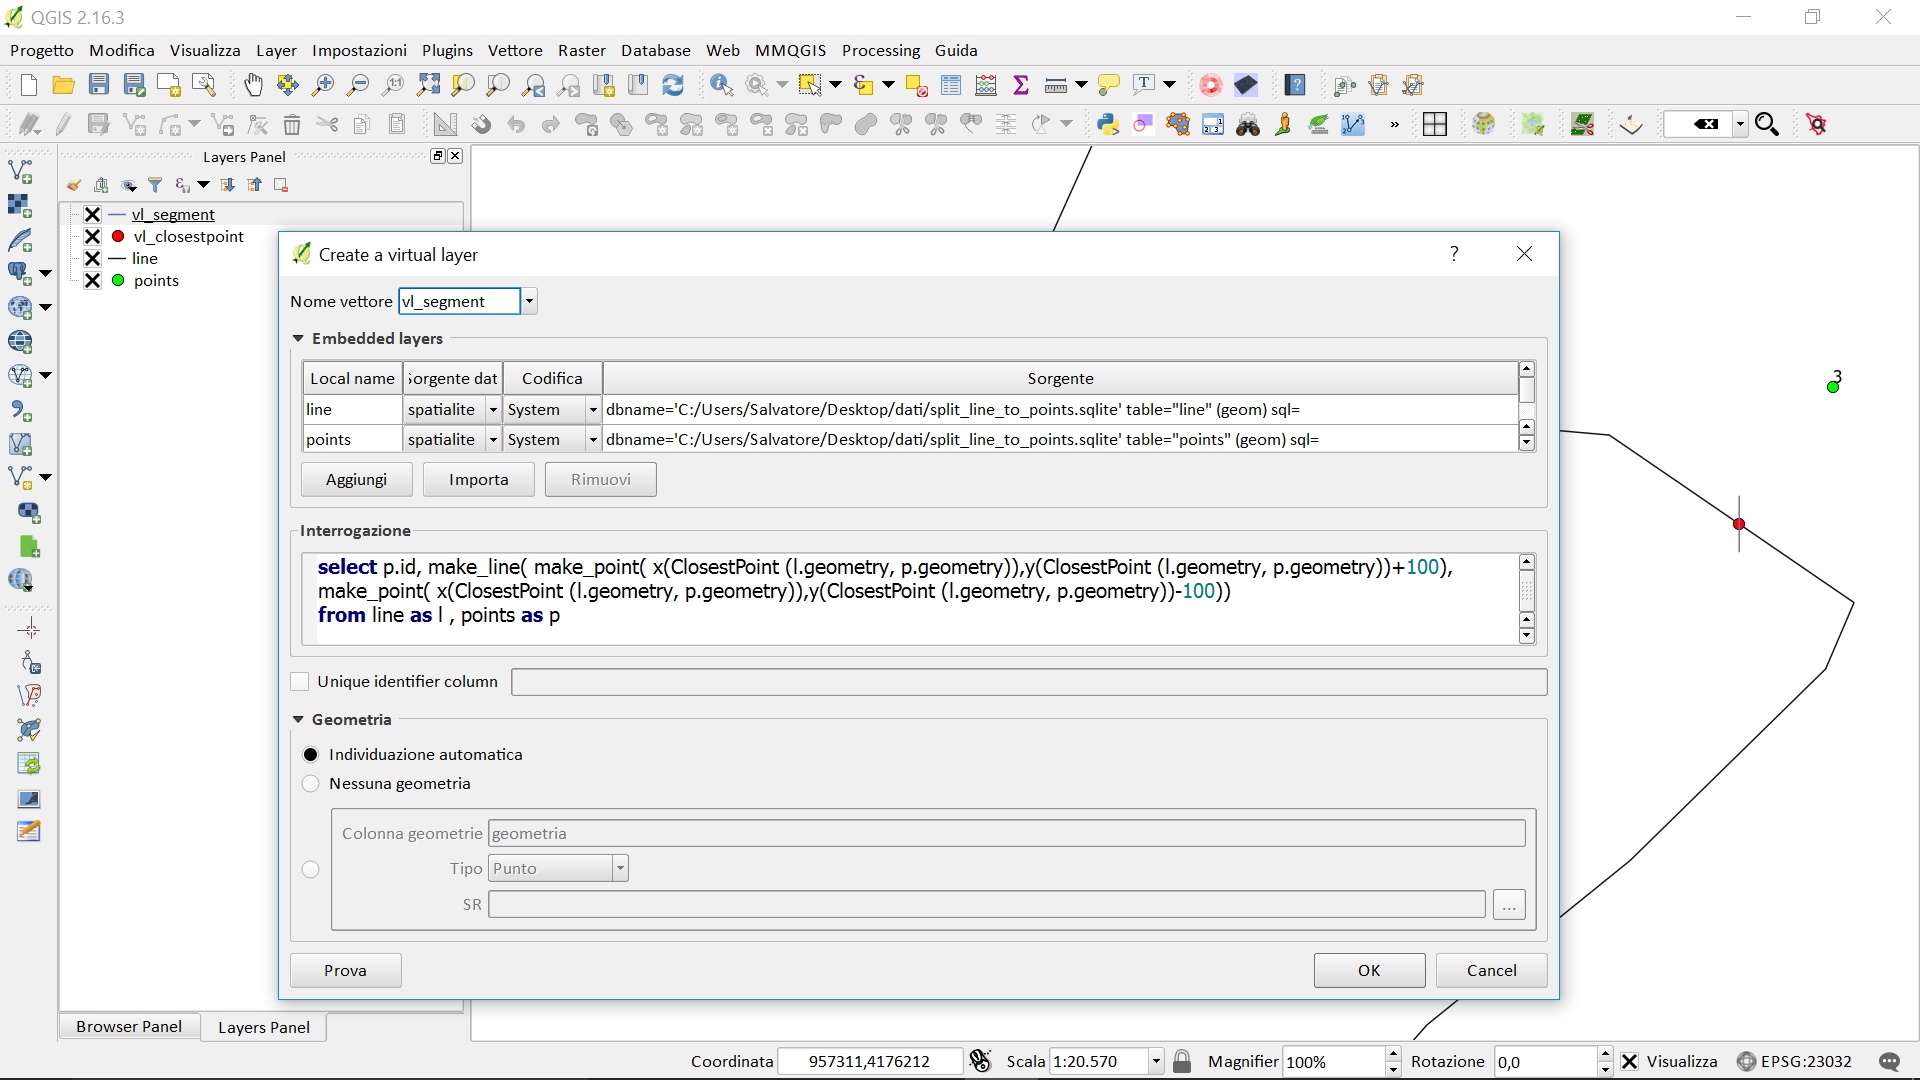 QGIS 2.16.3
Progetto Modifica Visualizza Layer Impostazioni Plugins Vettore Raster Database Web MMQGIS Processing Guida
Layers Panel
vl_segment
vl_closestpoint
line
points
Create a virtual layer
?
Nome vettore vl_segment
Embedded layers
Local name Sorgente dat Codifica Sorgente
line spatialite System dbname='C:/Users/Salvatore/Desktop/dati/split_line_to_points.sqlite' table="line" (geom) sql=
points spatialite System dbname='C:/Users/Salvatore/Desktop/dati/split_line_to_points.sqlite' table="points" (geom) sql=
Aggiungi Importa Rimuovi
Interrogazione
select p.id, make_line( make_point( x(ClosestPoint (l.geometry, p.geometry)),y(ClosestPoint (l.geometry, p.geometry))+100),
make_point( x(ClosestPoint (l.geometry, p.geometry)),y(ClosestPoint (l.geometry, p.geometry))-100))
from line as l , points as p
Unique identifier column
Geometria
Individuazione automatica
Nessuna geometria
Colonna geometrie geometria
Tipo Punto
SR ...
Prova OK Cancel
3
Browser Panel Layers Panel
Coordinata 957311,4176212 Scala 1:20.570 Magnifier 100% Rotazione 0,0 Visualizza EPSG:23032